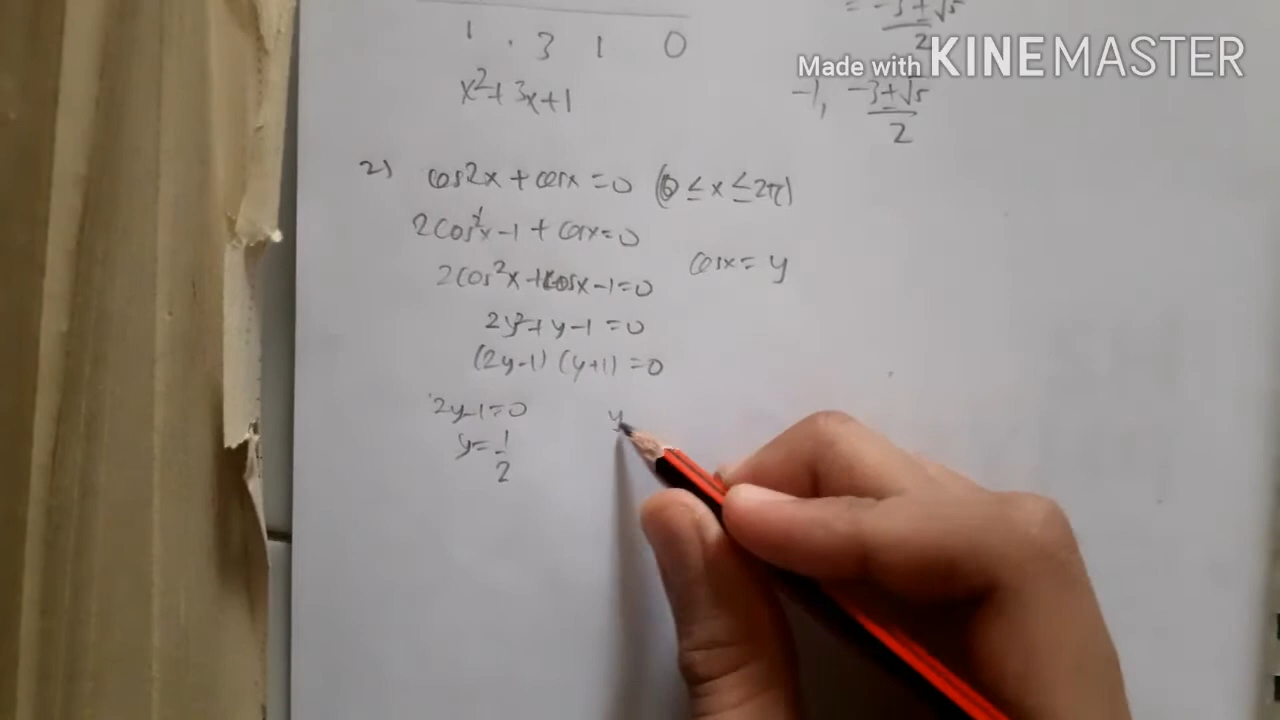 = -3±√5
2
1 . 3 1 0
Made with KINEMASTER
x²+3x+1
-1, -3±√5
2
2) cos2x + cosx = 0 (0 ≤ x ≤ 2π)
2cos²x - 1 + cosx = 0
cosx = y
2cos²x + cosx - 1 = 0
2y² + y - 1 = 0
(2y-1) (y+1) = 0
2y-1=0 y
y = 1
2